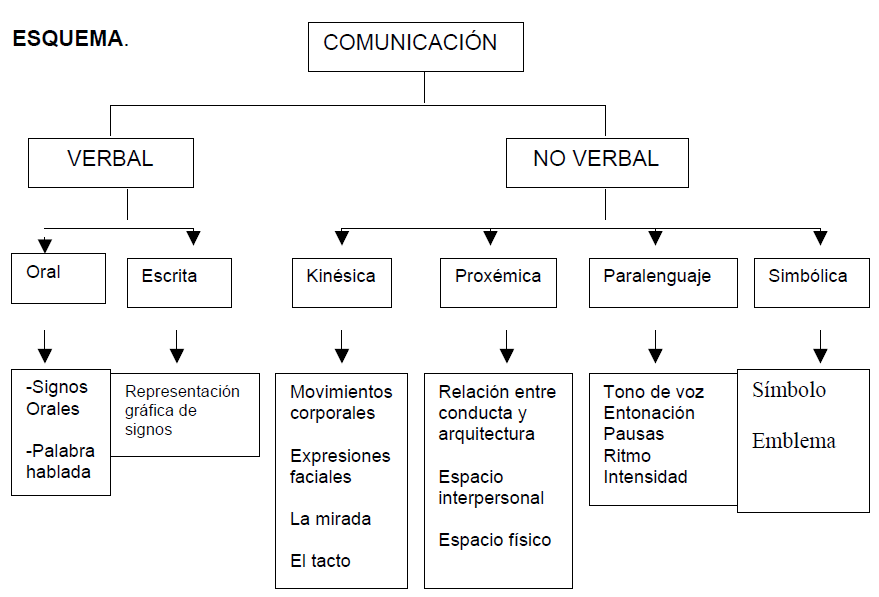 ESQUEMA.
COMUNICACIÓN
VERBAL
NO VERBAL
Oral
Escrita
Kinésica
Proxémica
Paralenguaje
Simbólica
-Signos
Orales
-Palabra
hablada
Representación
gráfica de
signos
Movimientos
corporales
Expresiones
faciales
La mirada
El tacto
Relación entre
conducta y
arquitectura
Espacio
interpersonal
Espacio físico
Tono de voz
Entonación
Pausas
Ritmo
Intensidad
Símbolo
Emblema